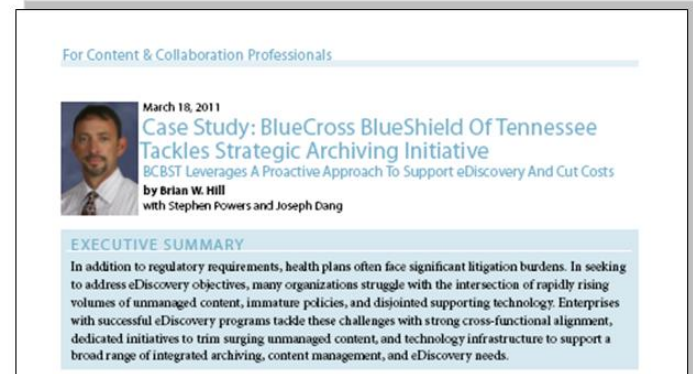 For Content & Collaboration Professionals
March 18, 2011
Case Study: BlueCross BlueShield Of Tennessee
Tackles Strategic Archiving Initiative
BCBST Leverages A Proactive Approach To Support eDiscovery And Cut Costs
by Brian W. Hill
with Stephen Powers and Joseph Dang
EXECUTIVE SUMMARY
In addition to regulatory requirements, health plans often face significant litigation burdens. In seeking
to address eDiscovery objectives, many organizations struggle with the intersection of rapidly rising
volumes of unmanaged content, immature policies, and disjointed supporting technology. Enterprises
with successful eDiscovery programs tackle these challenges with strong cross-functional alignment,
dedicated initiatives to trim surging unmanaged content, and technology infrastructure to support a
broad range of integrated archiving, content management, and eDiscovery needs.